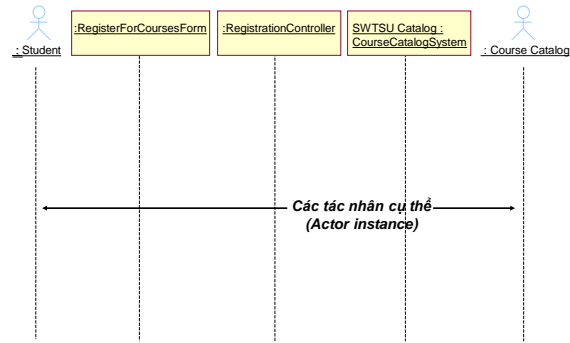 :RegisterForCoursesForm
:RegistrationController
SWTSU Catalog :
CourseCatalogSystem
: Student
: Course Catalog
Các tác nhân cụ thể
(Actor instance)